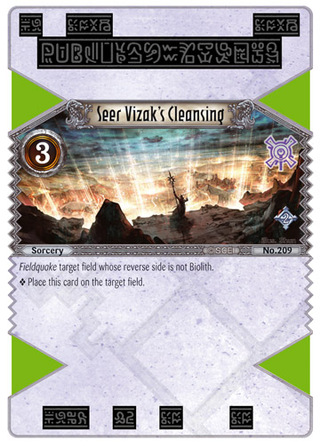 Seer Vizak's Cleansing
3
Sorcery
No.209
Fieldquake target field whose reverse side is not Biolith.
❖ Place this card on the target field.